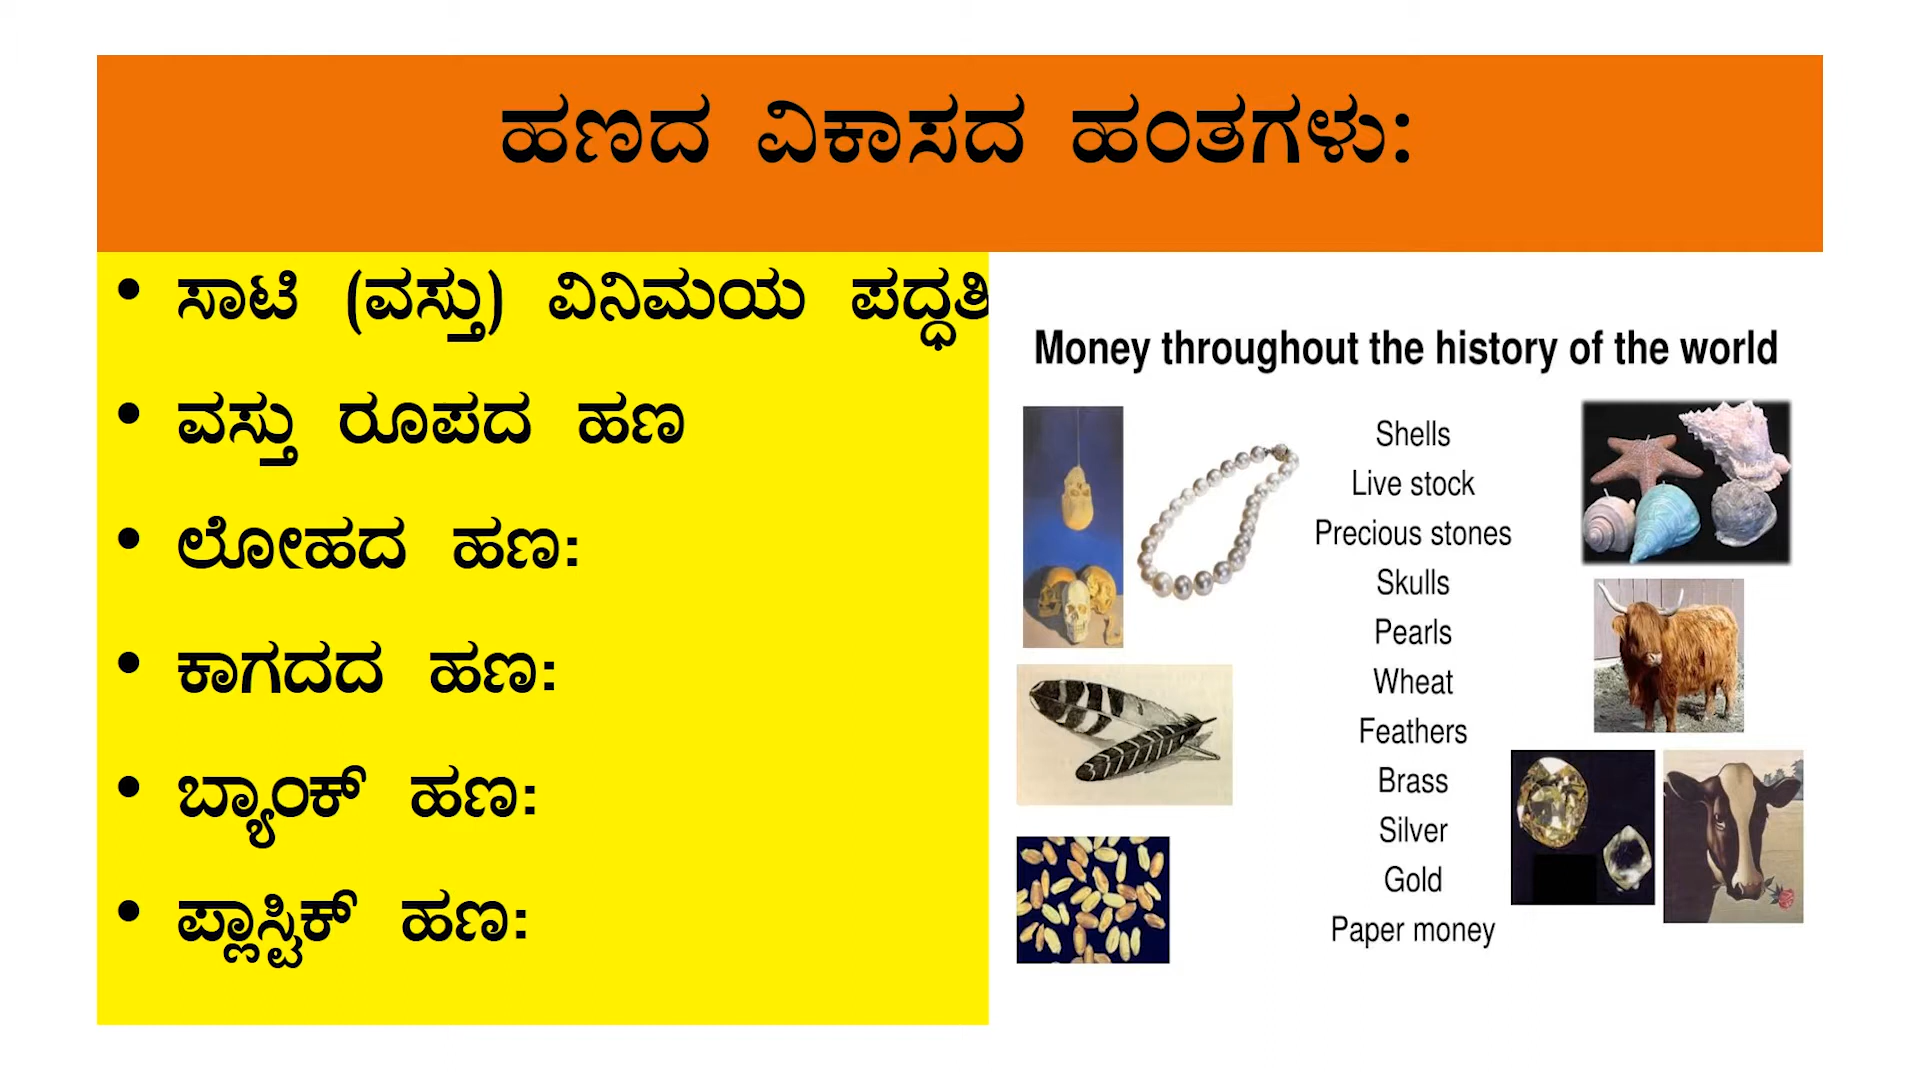 ಹಣದ ವಿಕಾಸದ ಹಂತಗಳು:
• ಸಾಟಿ (ವಸ್ತು) ವಿನಿಮಯ ಪದ್ಧತಿ
• ವಸ್ತು ರೂಪದ ಹಣ
• ಲೋಹದ ಹಣ:
• ಕಾಗದದ ಹಣ:
• ಬ್ಯಾಂಕ್ ಹಣ:
• ಪ್ಲಾಸ್ಟಿಕ್ ಹಣ:
Money throughout the history of the world
Shells
Live stock
Precious stones
Skulls
Pearls
Wheat
Feathers
Brass
Silver
Gold
Paper money